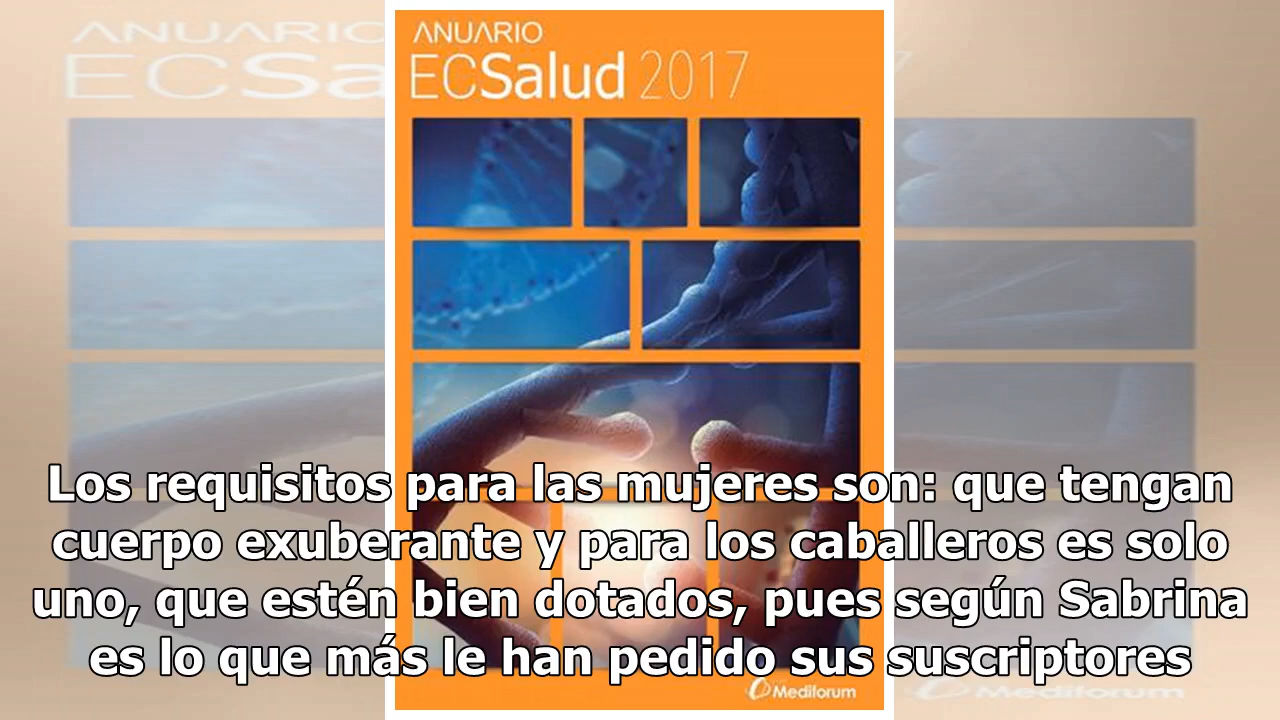 ANUARIO
ECSalud 2017
Los requisitos para las mujeres son: que tengan
cuerpo exuberante y para los caballeros es solo
uno, que estén bien dotados, pues según Sabrina
es lo que más le han pedido sus suscriptores
Mediforum